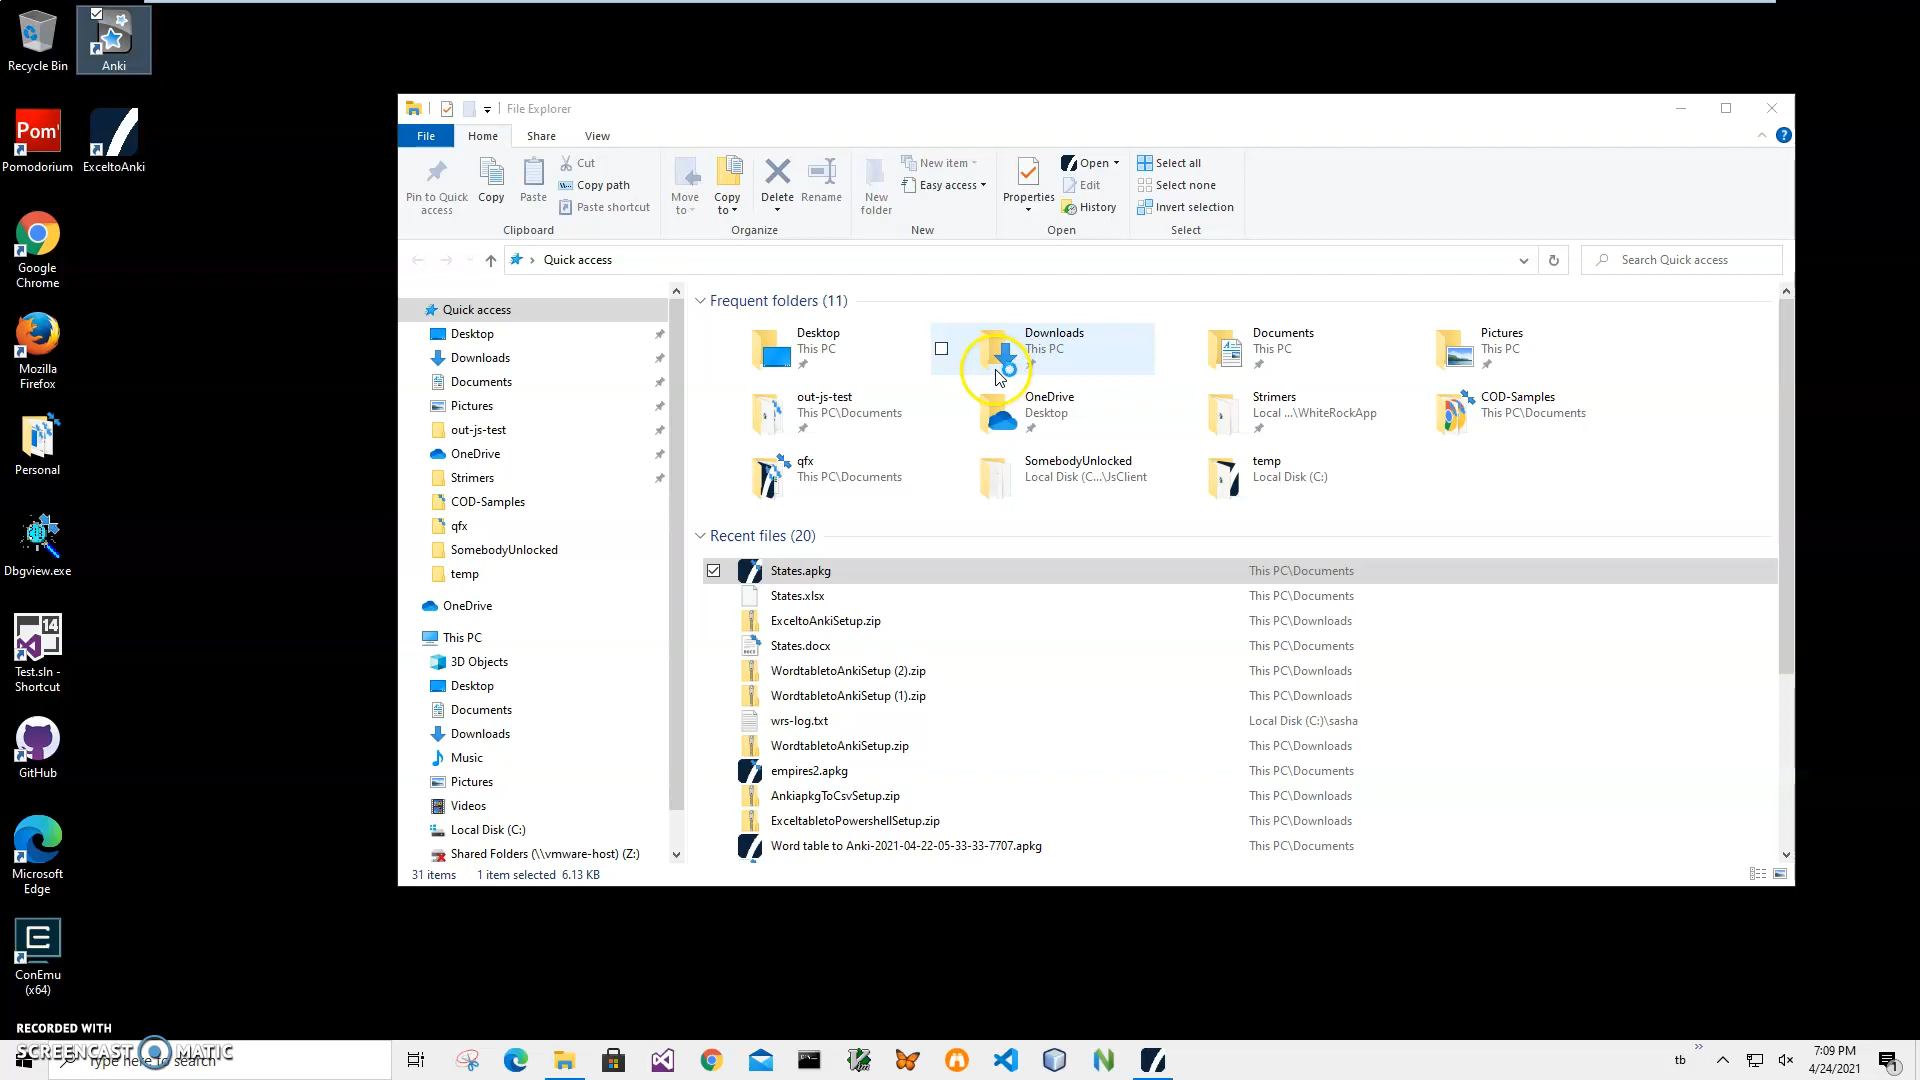 Recycle Bin
Anki
Pom'
Pomodorium
ExceltoAnki
Google
Chrome
Mozilla
Firefox
Personal
Dbgview.exe
14
Test.sln -
Shortcut
GitHub
Microsoft
Edge
ConEmu
(x64)
File Explorer
File
Home
Share
View
Pin to Quick
access
Copy
Paste
Cut
Copy path
Paste shortcut
Clipboard
Move
to
Copy
to
Delete
Rename
Organize
New
folder
New item
Easy access
New
Properties
Open
Edit
History
Open
Select all
Select none
Invert selection
Select
Quick access
Search Quick access
Quick access
Desktop
Downloads
Documents
Pictures
out-js-test
OneDrive
Strimers
COD-Samples
qfx
SomebodyUnlocked
temp
OneDrive
This PC
3D Objects
Desktop
Documents
Downloads
Music
Pictures
Videos
Local Disk (C:)
Shared Folders (\\vmware-host) (Z:)
Frequent folders (11)
Desktop
This PC
Downloads
This PC
Documents
This PC
Pictures
This PC
out-js-test
This PC\Documents
OneDrive
Desktop
Strimers
Local ...\WhiteRockApp
COD-Samples
This PC\Documents
qfx
This PC\Documents
SomebodyUnlocked
Local Disk (C...\JsClient
temp
Local Disk (C:)
Recent files (20)
States.apkg This PC\Documents
States.xlsx This PC\Documents
ExceltoAnkiSetup.zip This PC\Downloads
States.docx This PC\Documents
WordtabletoAnkiSetup (2).zip This PC\Downloads
WordtabletoAnkiSetup (1).zip This PC\Downloads
wrs-log.txt Local Disk (C:)\sasha
WordtabletoAnkiSetup.zip This PC\Downloads
empires2.apkg This PC\Documents
AnkiapkgToCsvSetup.zip This PC\Downloads
ExceltabletoPowershellSetup.zip This PC\Downloads
Word table to Anki-2021-04-22-05-33-33-7707.apkg This PC\Documents
31 items 1 item selected 6.13 KB
RECORDED WITH
SCREENCAST MATIC
Type here to search
tb
7:09 PM
4/24/2021
1